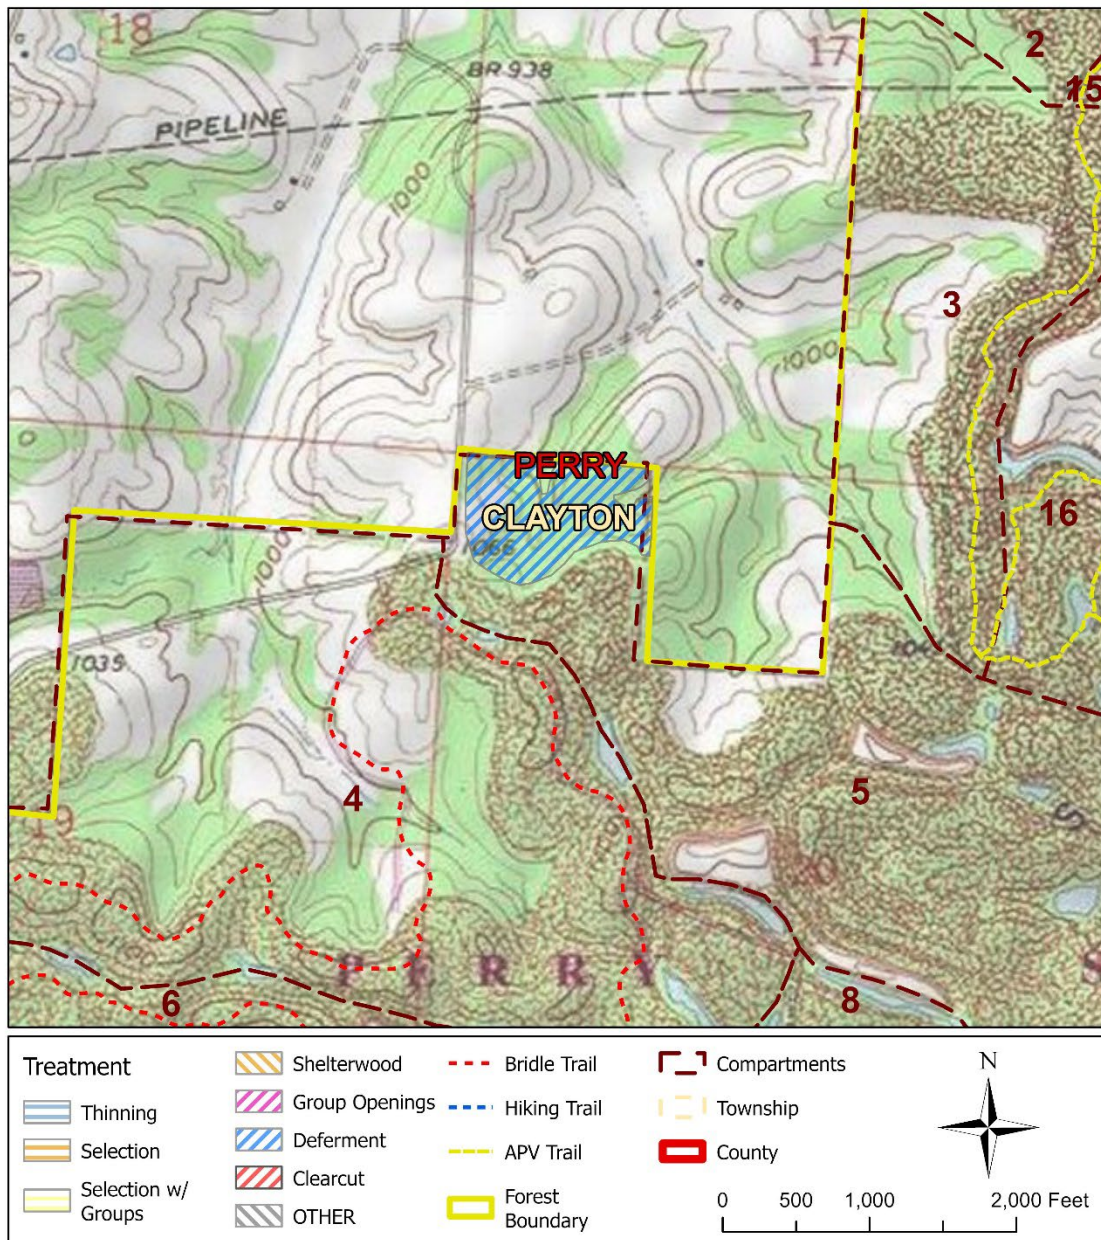 18
17
2
15
BR 938
PIPELINE
1000
3
1000
PERRY
CLAYTON
16
1066
1000
1035
4
5
19
P E R R Y
S
6
8
Treatment
Thinning
Selection
Selection w/
Groups
Shelterwood
Group Openings
Deferment
Clearcut
OTHER
Bridle Trail
Hiking Trail
APV Trail
Forest
Boundary
Compartments
Township
County
N
0 500 1,000 2,000 Feet